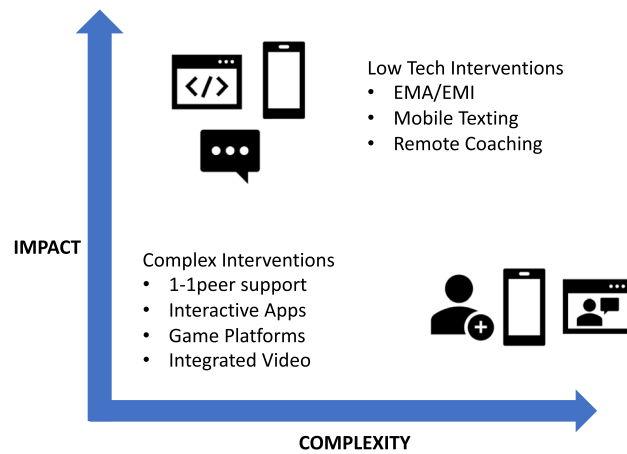 Low Tech Interventions
• EMA/EMI
• Mobile Texting
• Remote Coaching
IMPACT
Complex Interventions
• 1-1peer support
• Interactive Apps
• Game Platforms
• Integrated Video
COMPLEXITY